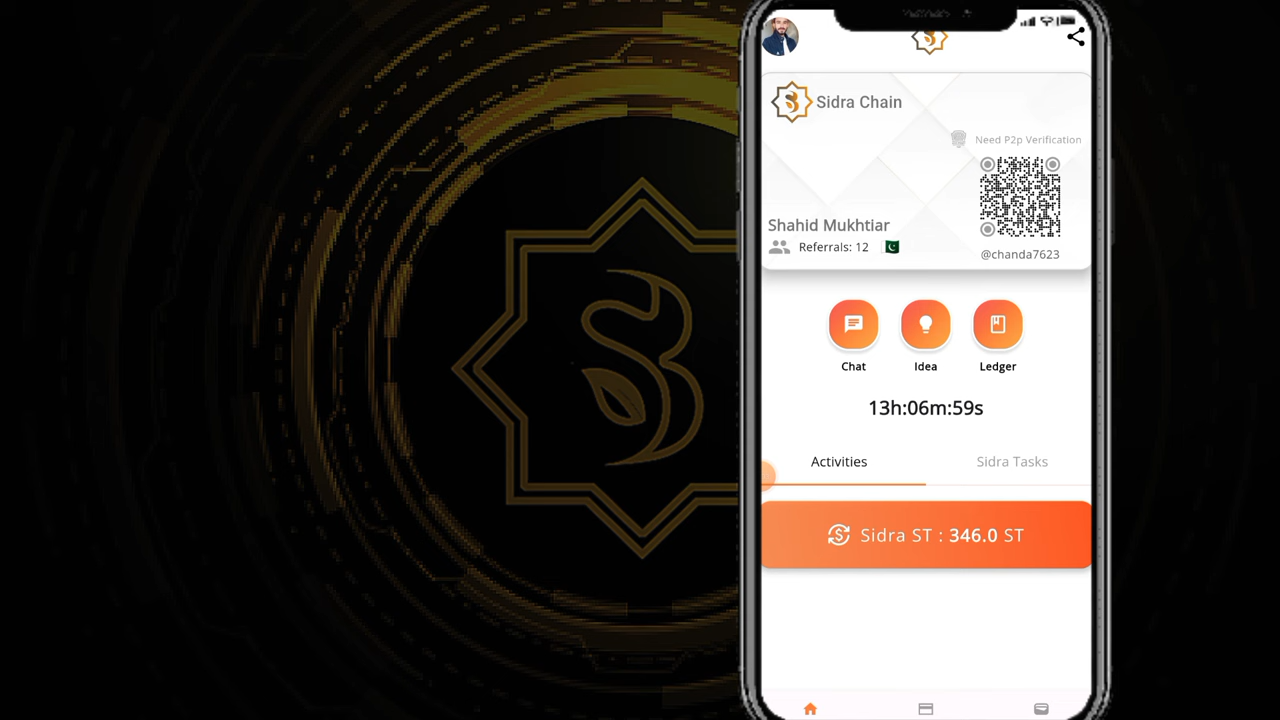 Sidra Chain
Need P2p Verification
Shahid Mukhtiar
Referrals: 12
@chanda7623
Chat
Idea
Ledger
13h:06m:59s
Activities
Sidra Tasks
Sidra ST : 346.0 ST